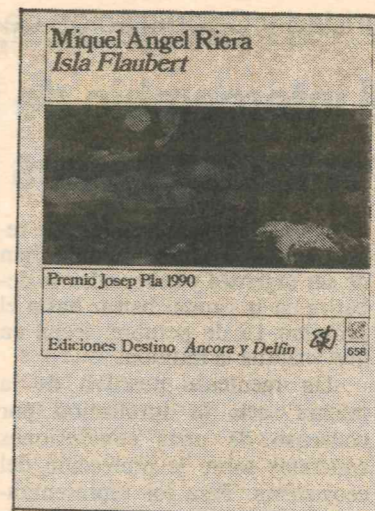 Miquel Àngel Riera
Isla Flaubert
Premio Josep Pla 1990
Ediciones Destino Áncora y Delfín
658